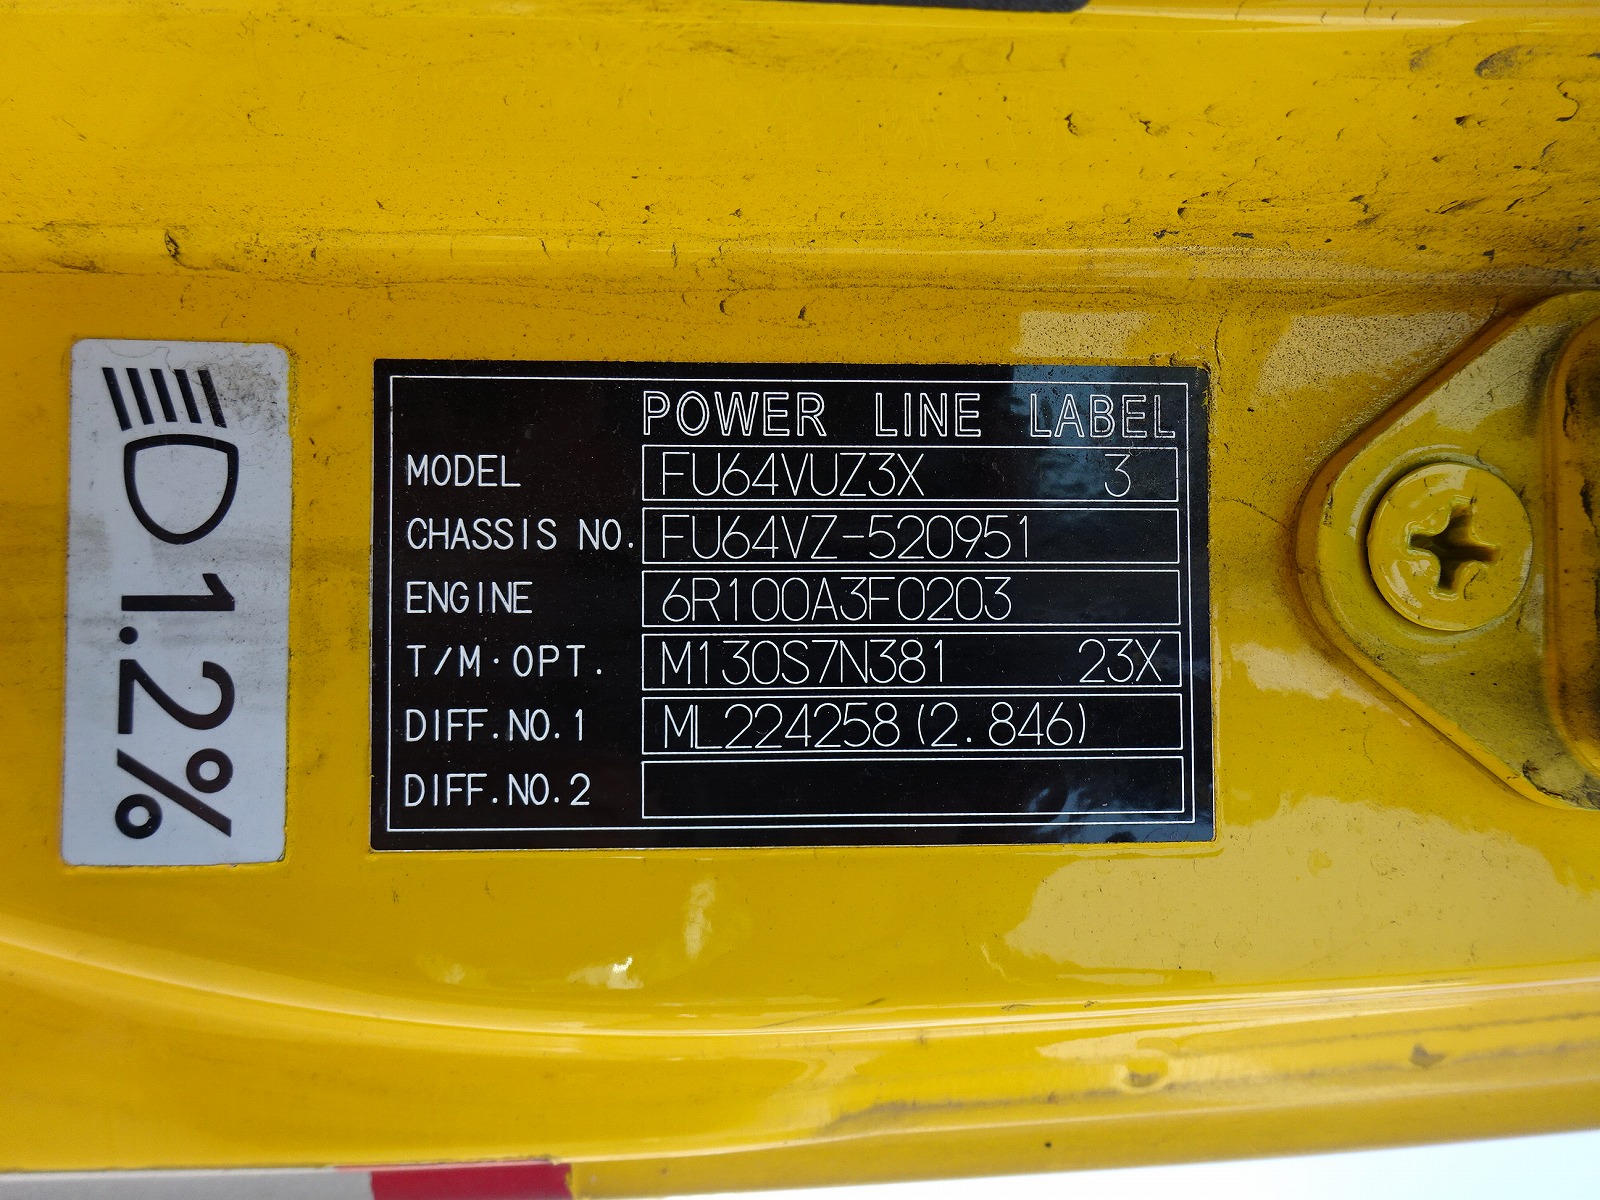 1.2%
POWER LINE LABEL
MODEL FU64VUZ3X 3
CHASSIS NO. FU64VZ-520951
ENGINE 6R100A3F0203
T/M·OPT. M130S7N381 23X
DIFF.NO.1 ML224258(2.846)
DIFF.NO.2